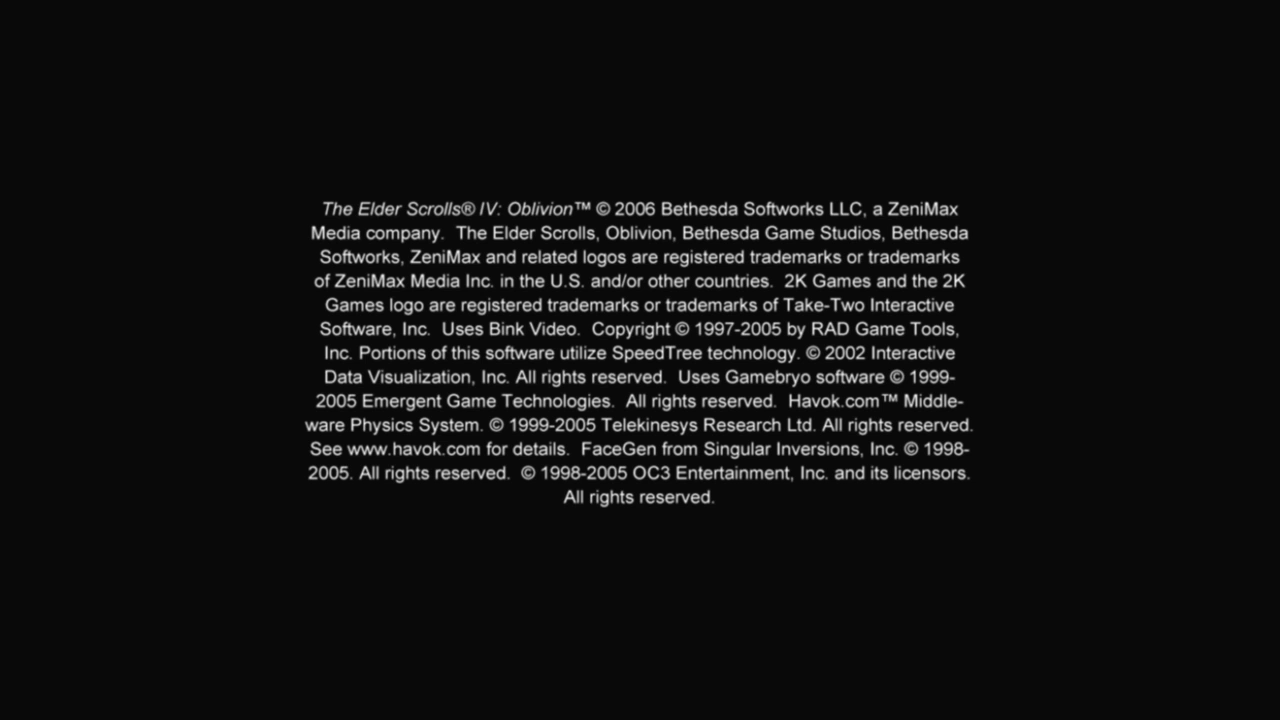 The Elder Scrolls® IV: Oblivion™ © 2006 Bethesda Softworks LLC, a ZeniMax
Media company.  The Elder Scrolls, Oblivion, Bethesda Game Studios, Bethesda
Softworks, ZeniMax and related logos are registered trademarks or trademarks
of ZeniMax Media Inc. in the U.S. and/or other countries.  2K Games and the 2K
Games logo are registered trademarks or trademarks of Take-Two Interactive
Software, Inc.  Uses Bink Video.  Copyright © 1997-2005 by RAD Game Tools,
Inc. Portions of this software utilize SpeedTree technology. © 2002 Interactive
Data Visualization, Inc. All rights reserved.  Uses Gamebryo software © 1999-
2005 Emergent Game Technologies.  All rights reserved.  Havok.com™ Middle-
ware Physics System. © 1999-2005 Telekinesys Research Ltd. All rights reserved.
See www.havok.com for details.  FaceGen from Singular Inversions, Inc. © 1998-
2005. All rights reserved.  © 1998-2005 OC3 Entertainment, Inc. and its licensors.
All rights reserved.